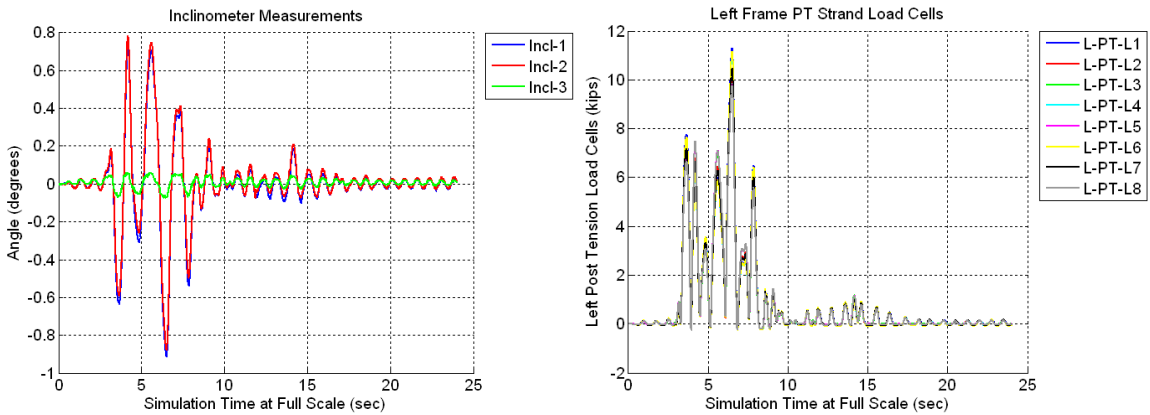 Inclinometer Measurements
Angle (degrees)
0.8
0.6
0.4
0.2
0
-0.2
-0.4
-0.6
-0.8
-1
0 5 10 15 20 25
Simulation Time at Full Scale (sec)
Incl-1
Incl-2
Incl-3
Left Frame PT Strand Load Cells
Left Post Tension Load Cells (kips)
12
10
8
6
4
2
0
-2
0 5 10 15 20 25
Simulation Time at Full Scale (sec)
L-PT-L1
L-PT-L2
L-PT-L3
L-PT-L4
L-PT-L5
L-PT-L6
L-PT-L7
L-PT-L8